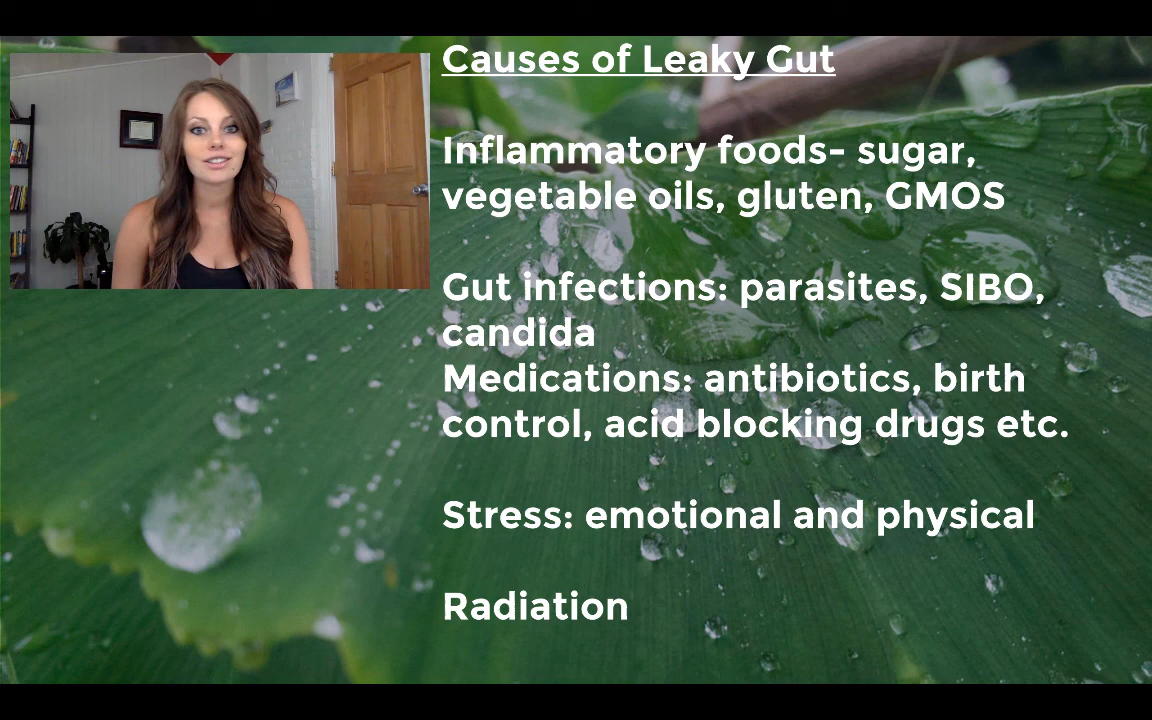 Causes of Leaky Gut
Inflammatory foods- sugar,
vegetable oils, gluten, GMOS
Gut infections: parasites, SIBO,
candida
Medications: antibiotics, birth
control, acid blocking drugs etc.
Stress: emotional and physical
Radiation